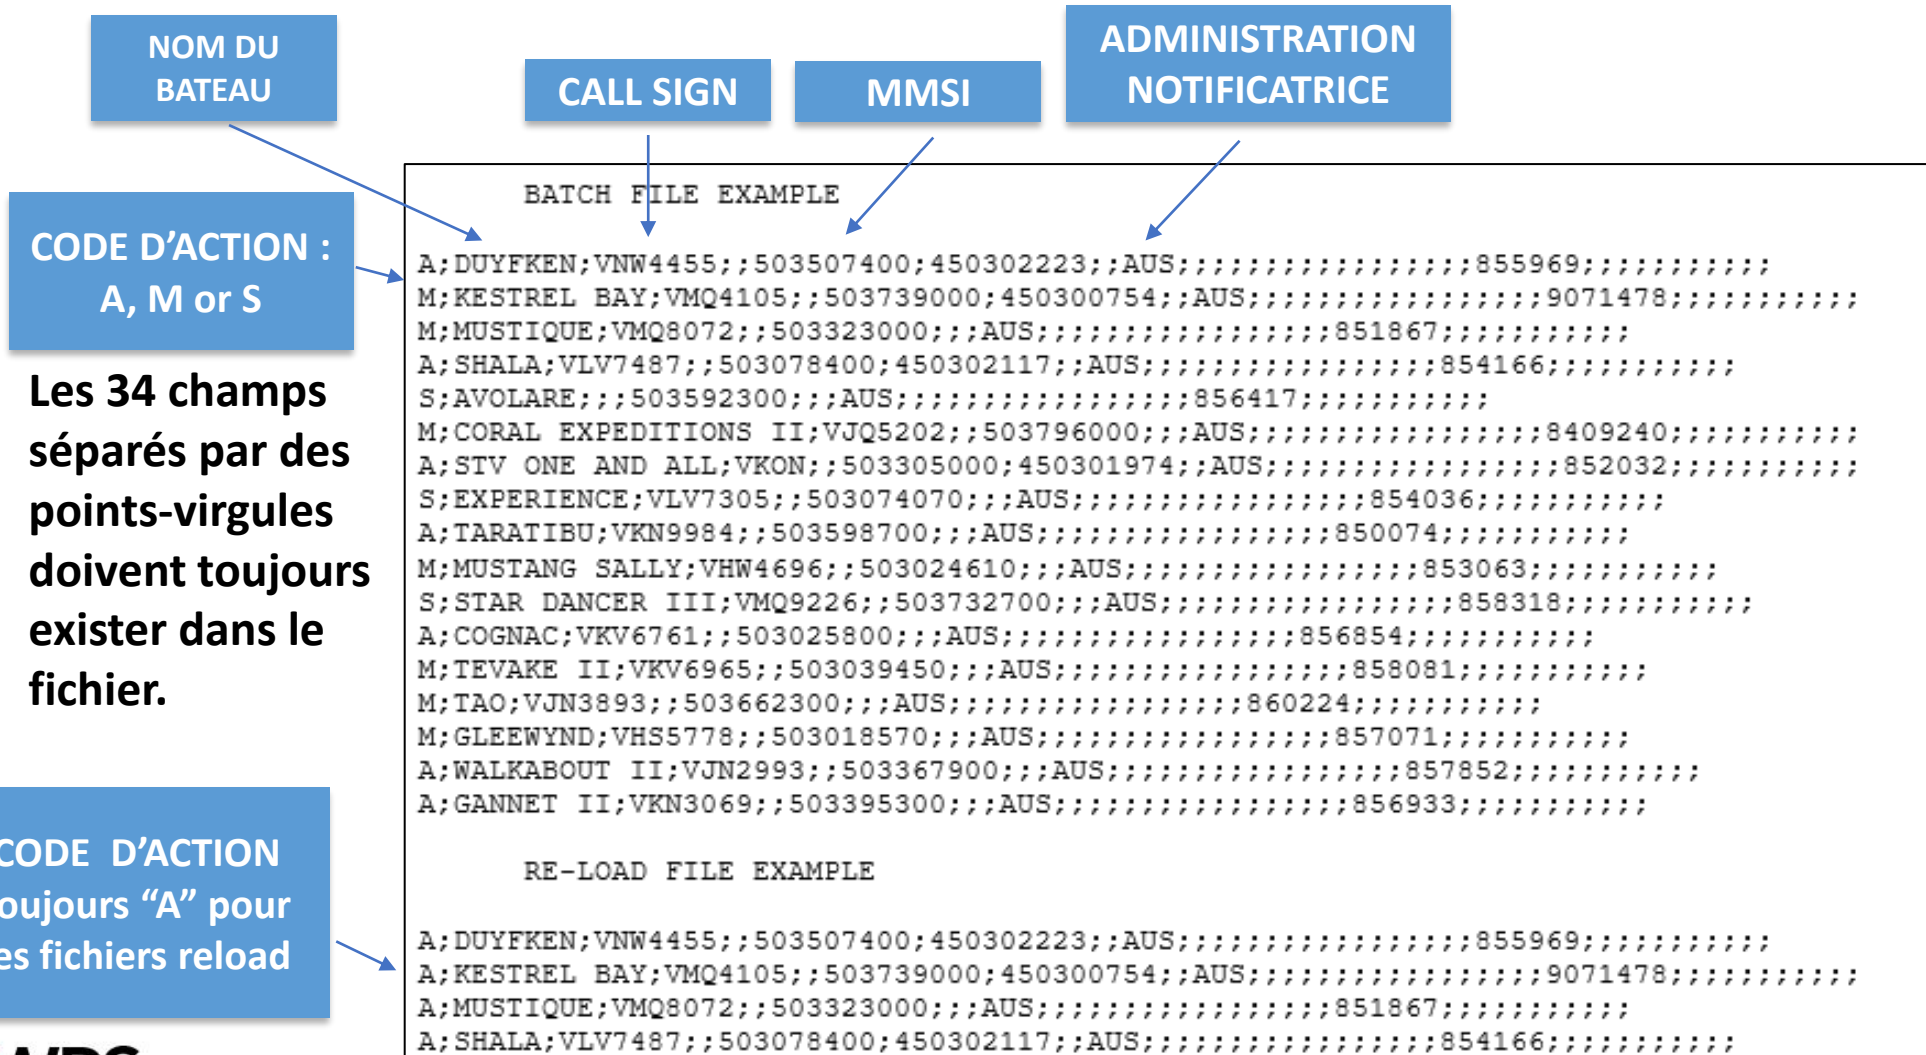 NOM DU
BATEAU
CALL SIGN
MMSI
ADMINISTRATION
NOTIFICATRICE
CODE D’ACTION :
A, M or S
Les 34 champs
séparés par des
points-virgules
doivent toujours
exister dans le
fichier.
CODE D’ACTION
oujours “A” pour
es fichiers reload
BATCH FILE EXAMPLE
A;DUYFKEN;VNW4455;;503507400;450302223;;AUS;;;;;;;;;;;;;;;;;855969;;;;;;;;;;;
M;KESTREL BAY;VMQ4105;;503739000;450300754;;AUS;;;;;;;;;;;;;;;;;9071478;;;;;;;;;;;
M;MUSTIQUE;VMQ8072;;503323000;;;AUS;;;;;;;;;;;;;;;;;851867;;;;;;;;;;;
A;SHALA;VLV7487;;503078400;450302117;;AUS;;;;;;;;;;;;;;;;;854166;;;;;;;;;;;
S;AVOLARE;;;503592300;;;AUS;;;;;;;;;;;;;;;;;856417;;;;;;;;;;;
M;CORAL EXPEDITIONS II;VJQ5202;;503796000;;;AUS;;;;;;;;;;;;;;;;;8409240;;;;;;;;;;;
A;STV ONE AND ALL;VKON;;503305000;450301974;;AUS;;;;;;;;;;;;;;;;;852032;;;;;;;;;;;
S;EXPERIENCE;VLV7305;;503074070;;;AUS;;;;;;;;;;;;;;;;;854036;;;;;;;;;;;
A;TARATIBU;VKN9984;;503598700;;;AUS;;;;;;;;;;;;;;;;;850074;;;;;;;;;;;
M;MUSTANG SALLY;VHW4696;;503024610;;;AUS;;;;;;;;;;;;;;;;;853063;;;;;;;;;;;
S;STAR DANCER III;VMQ9226;;503732700;;;AUS;;;;;;;;;;;;;;;;;858318;;;;;;;;;;;
A;COGNAC;VKV6761;;503025800;;;AUS;;;;;;;;;;;;;;;;;856854;;;;;;;;;;;
M;TEVAKE II;VKV6965;;503039450;;;AUS;;;;;;;;;;;;;;;;;858081;;;;;;;;;;;
M;TAO;VJN3893;;503662300;;;AUS;;;;;;;;;;;;;;;;;860224;;;;;;;;;;;
M;GLEEWYND;VHS5778;;503018570;;;AUS;;;;;;;;;;;;;;;;;857071;;;;;;;;;;;
A;WALKABOUT II;VJN2993;;503367900;;;AUS;;;;;;;;;;;;;;;;;857852;;;;;;;;;;;
A;GANNET II;VKN3069;;503395300;;;AUS;;;;;;;;;;;;;;;;;856933;;;;;;;;;;;
RE-LOAD FILE EXAMPLE
A;DUYFKEN;VNW4455;;503507400;450302223;;AUS;;;;;;;;;;;;;;;;;855969;;;;;;;;;;;
A;KESTREL BAY;VMQ4105;;503739000;450300754;;AUS;;;;;;;;;;;;;;;;;9071478;;;;;;;;;;;
A;MUSTIQUE;VMQ8072;;503323000;;;AUS;;;;;;;;;;;;;;;;;851867;;;;;;;;;;;
A;SHALA;VLV7487;;503078400;450302117;;AUS;;;;;;;;;;;;;;;;;854166;;;;;;;;;;;